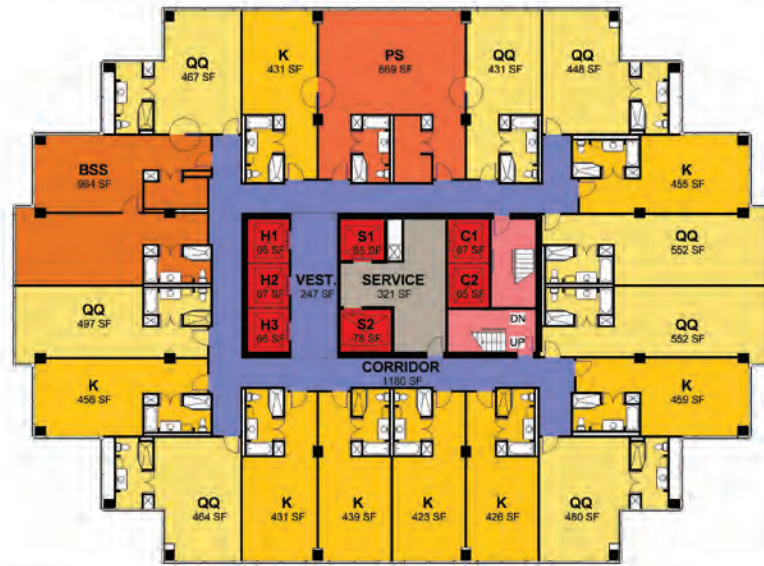 QQ
467 SF
K
431 SF
PS
869 SF
QQ
431 SF
QQ
448 SF
BSS
964 SF
K
455 SF
H1
95 SF
S1
65 SF
C1
67 SF
QQ
552 SF
H2
97 SF
VEST.
247 SF
SERVICE
321 SF
C2
65 SF
QQ
497 SF
H3
95 SF
S2
78 SF
DN
UP
QQ
552 SF
K
456 SF
CORRIDOR
1180 SF
K
459 SF
QQ
464 SF
K
431 SF
K
439 SF
K
423 SF
K
426 SF
QQ
480 SF